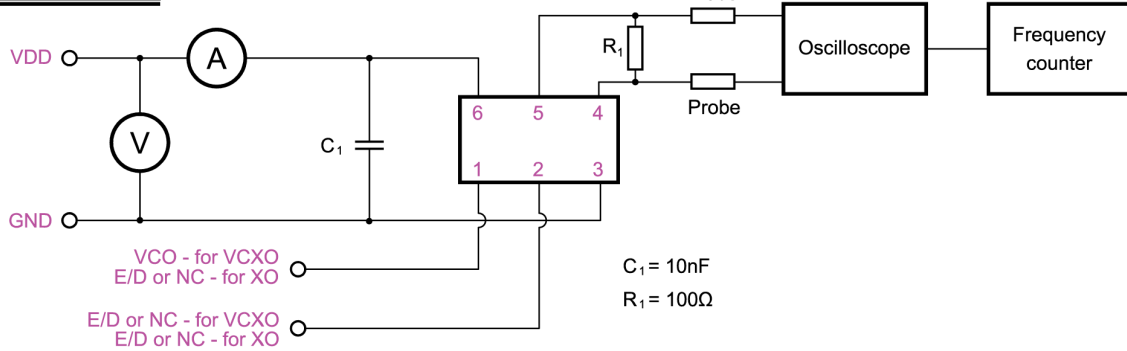 VDD
A
V
GND
C₁
R₁
Probe
Oscilloscope
Frequency
counter
6 5 4
1 2 3
VCO - for VCXO
E/D or NC - for XO
E/D or NC - for VCXO
E/D or NC - for XO
C₁ = 10nF
R₁ = 100Ω